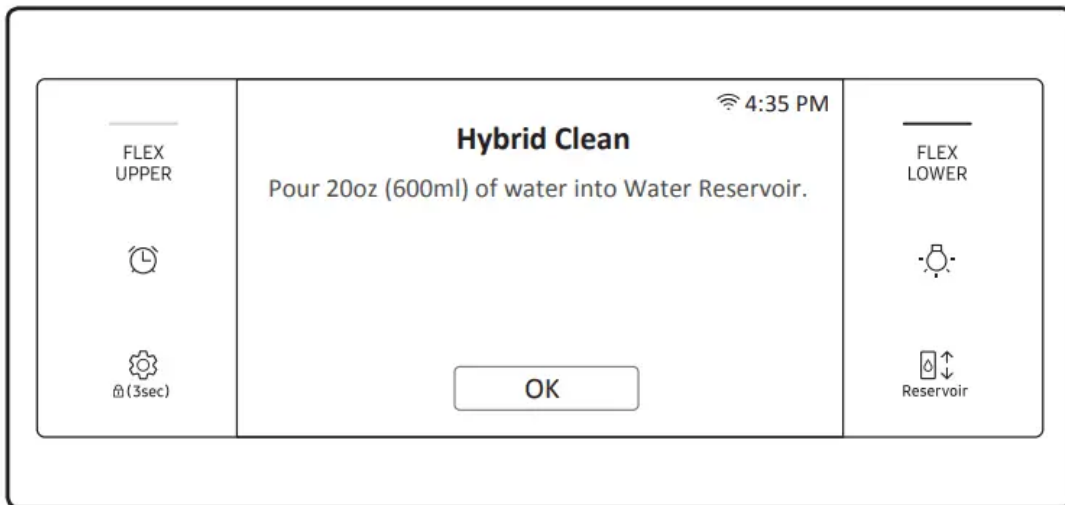 FLEX
UPPER
(3sec)
4:35 PM
Hybrid Clean
Pour 20oz (600ml) of water into Water Reservoir.
OK
FLEX
LOWER
Reservoir